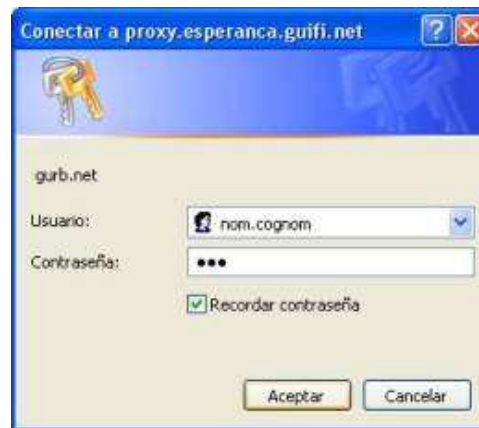 Conectar a proxy.esperanca.guifi.net
gurb.net
Usuario: nom.cognom
Contraseña: •••
Recordar contraseña
Aceptar Cancelar